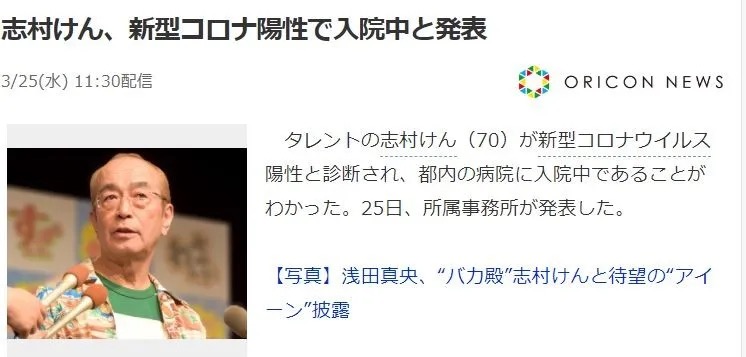 志村けん、新型コロナ陽性で入院中と発表
3/25(水) 11:30配信
ORICON NEWS
タレントの志村けん（70）が新型コロナウイルス
陽性と診断され、都内の病院に入院中であることが
わかった。25日、所属事務所が発表した。
【写真】浅田真央、“バカ殿”志村けんと待望の“アイ
ーン”披露